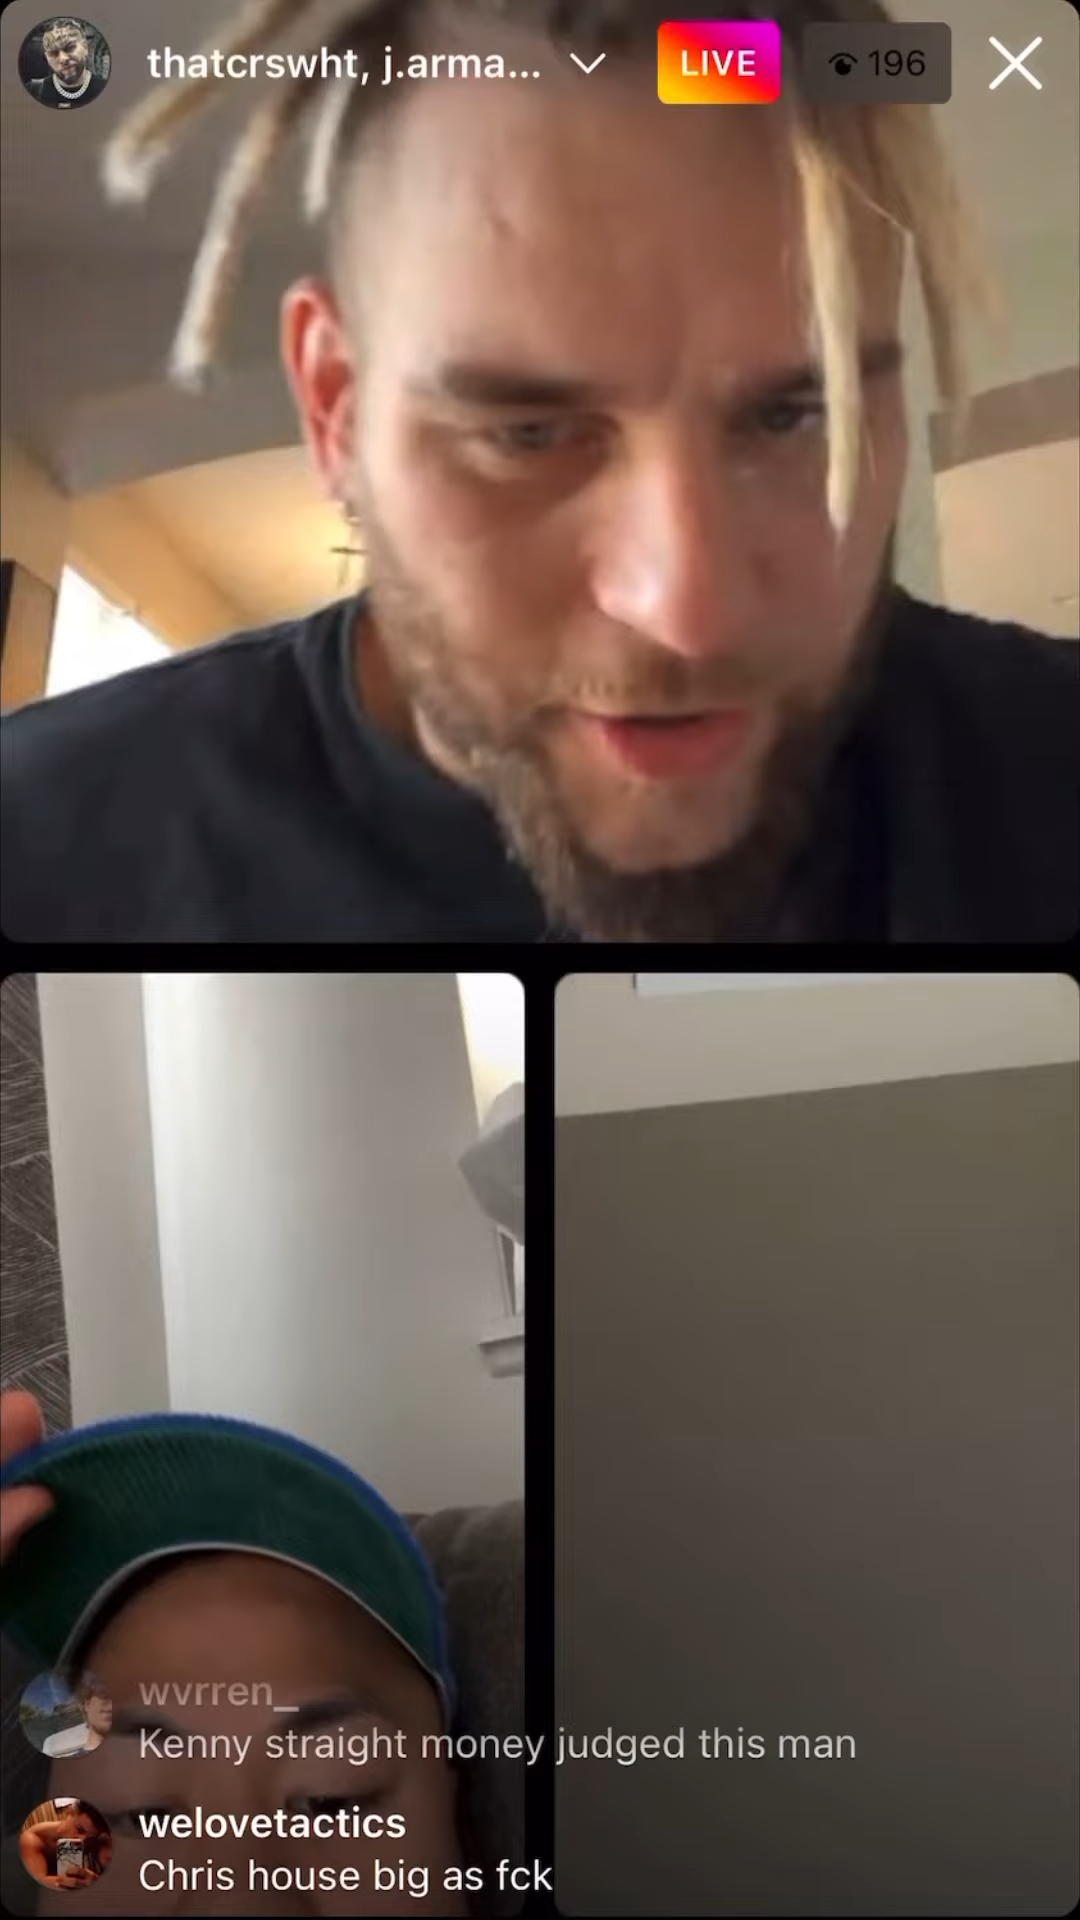 thatcrswht, j.arma...
LIVE
196
wvrren_
Kenny straight money judged this man
welovetactics
Chris house big as fck